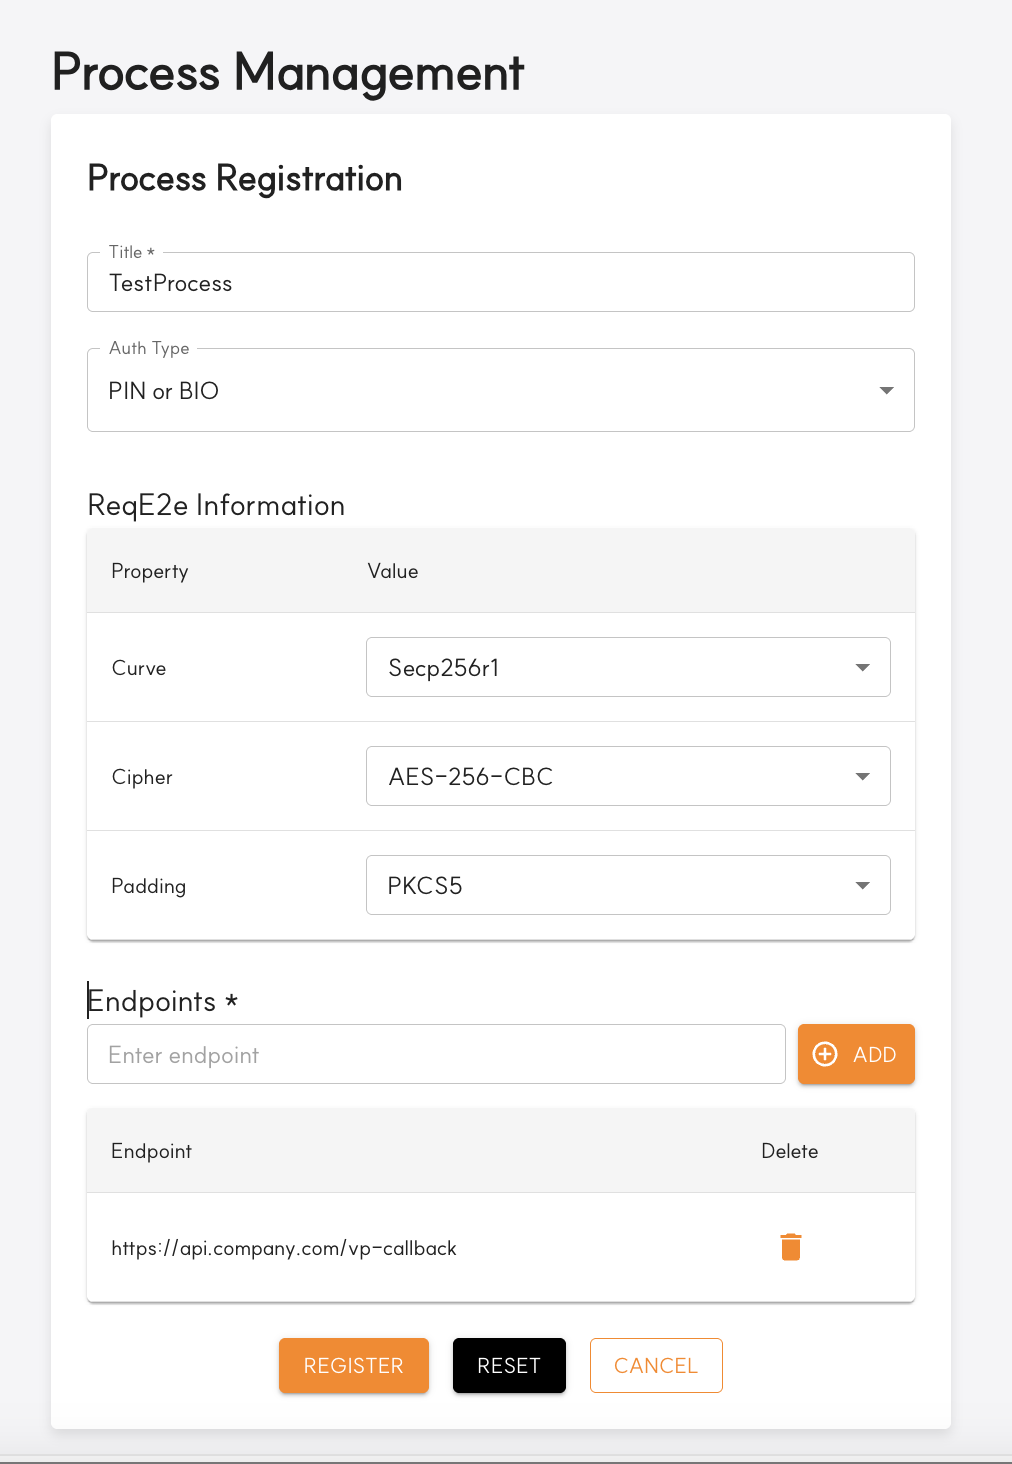 Process Management
Process Registration
Title *
TestProcess
Auth Type
PIN or BIO
ReqE2e Information
Property Value
Curve Secp256r1
Cipher AES-256-CBC
Padding PKCS5
Endpoints *
Enter endpoint ADD
Endpoint Delete
https://api.company.com/vp-callback
REGISTER RESET CANCEL